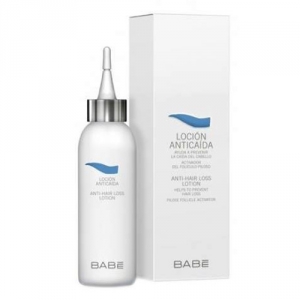 LOCIÓN
ANTICAÍDA
AYUDA A PREVENIR
LA CAÍDA DEL CABELLO
ACTIVADOR
DEL FOLÍCULO PILOSO
ANTI-HAIR LOSS
LOTION
HELPS TO PREVENT
HAIR LOSS
PILOUS FOLLICLE ACTIVATOR
BABÉ
LOCIÓN
ANTICAÍDA
ANTI-HAIR LOSS
LOTION
BABÉ